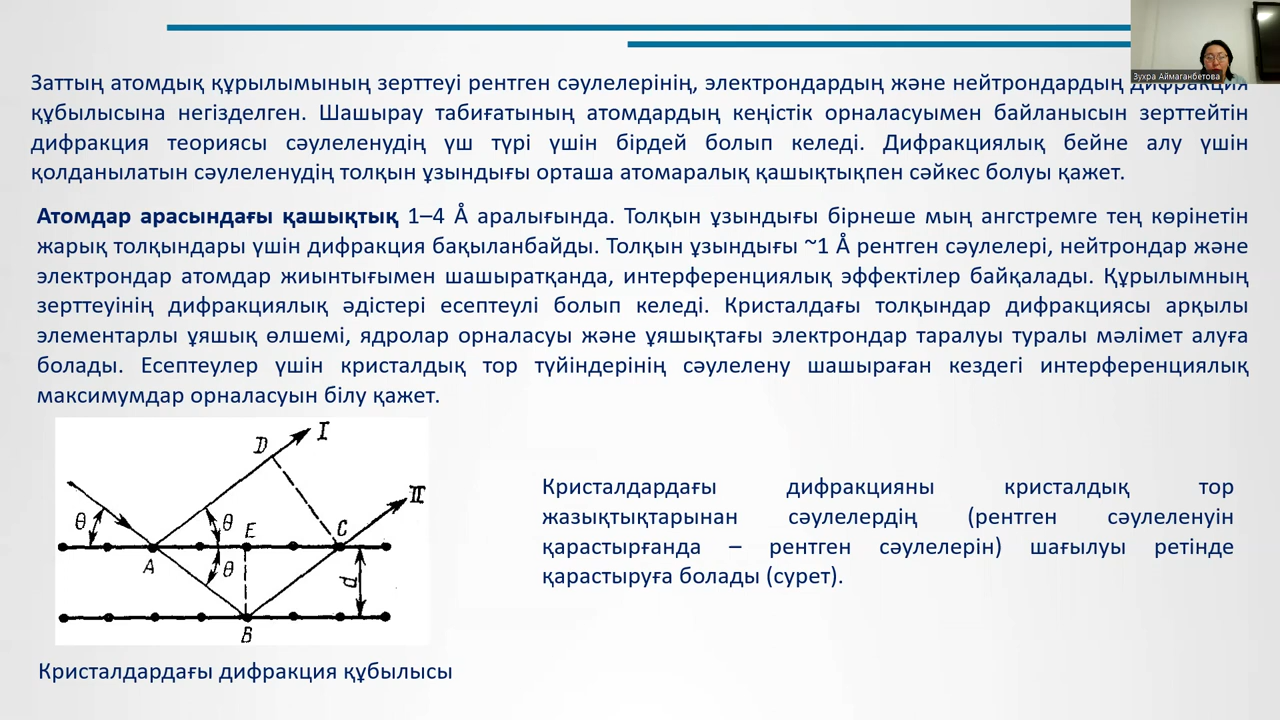 Зухра Аймаганбетова
Заттың атомдық құрылымының зерттеуі рентген сәулелерінің, электрондардың және нейтрондардың дифракция
құбылысына негізделген. Шашырау табиғатының атомдардың кеңістік орналасуымен байланысын зерттейтін
дифракция теориясы сәулеленудің үш түрі үшін бірдей болып келеді. Дифракциялық бейне алу үшін
қолданылатын сәулеленудің толқын ұзындығы орташа атомаралық қашықтықпен сәйкес болуы қажет.
Атомдар арасындағы қашықтық 1–4 Å аралығында. Толқын ұзындығы бірнеше мың ангстремге тең көрінетін
жарық толқындары үшін дифракция бақыланбайды. Толқын ұзындығы ~1 Å рентген сәулелері, нейтрондар және
электрондар атомдар жиынтығымен шашыратқанда, интерференциялық эффектілер байқалады. Құрылымның
зерттеуінің дифракциялық әдістері есептеулі болып келеді. Кристалдағы толқындар дифракциясы арқылы
элементарлы ұяшық өлшемі, ядролар орналасуы және ұяшықтағы электрондар таралуы туралы мәлімет алуға
болады. Есептеулер үшін кристалдық тор түйіндерінің сәулелену шашыраған кездегі интерференциялық
максимумдар орналасуын білу қажет.
D I
II
θ θ E C
A θ d
B
Кристалдардағы дифракцияны кристалдық тор
жазықтықтарынан сәулелердің (рентген сәулеленуін
қарастырғанда – рентген сәулелерін) шағылуы ретінде
қарастыруға болады (сурет).
Кристалдардағы дифракция құбылысы